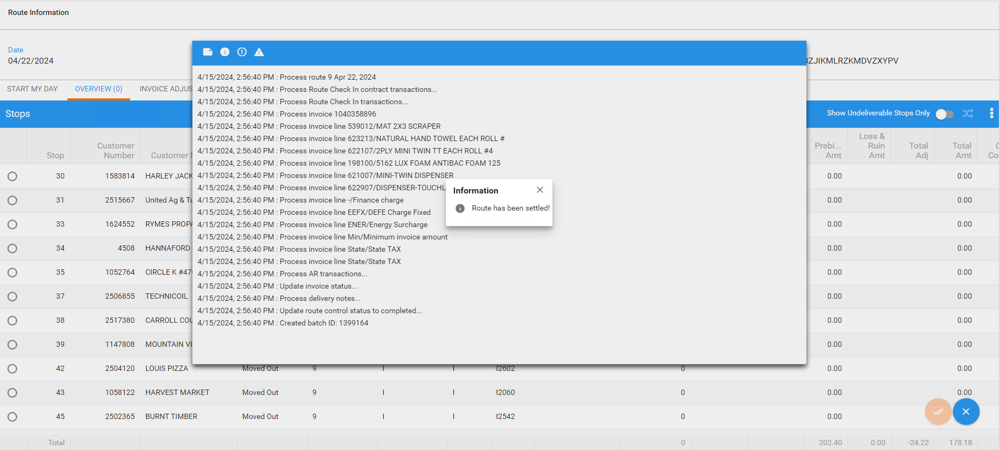 Route Information
Date
04/22/2024
ZJIKMLRZKMDVZXYPV
START MY DAY
OVERVIEW (0)
INVOICE ADJUS
Stops
Show Undeliverable Stops Only
4/15/2024, 2:56:40 PM : Process route 9 Apr 22, 2024
4/15/2024, 2:56:40 PM : Process Route Check In contract transactions...
4/15/2024, 2:56:40 PM : Process Route Check In transactions...
4/15/2024, 2:56:40 PM : Process invoice 1040358896
4/15/2024, 2:56:40 PM : Process invoice line 539012/MAT 2X3 SCRAPER
4/15/2024, 2:56:40 PM : Process invoice line 623213/NATURAL HAND TOWEL EACH ROLL #
4/15/2024, 2:56:40 PM : Process invoice line 622107/2PLY MINI TWIN TT EACH ROLL #4
4/15/2024, 2:56:40 PM : Process invoice line 198100/5162 LUX FOAM ANTIBAC FOAM 125
4/15/2024, 2:56:40 PM : Process invoice line 621007/MINI-TWIN DISPENSER
4/15/2024, 2:56:40 PM : Process invoice line 622907/DISPENSER-TOUCHL
4/15/2024, 2:56:40 PM : Process invoice line -/Finance charge
4/15/2024, 2:56:40 PM : Process invoice line EEFX/DEFE Charge Fixed
4/15/2024, 2:56:40 PM : Process invoice line ENER/Energy Surcharge
4/15/2024, 2:56:40 PM : Process invoice line Min/Minimum invoice amount
4/15/2024, 2:56:40 PM : Process invoice line State/State TAX
4/15/2024, 2:56:40 PM : Process invoice line State/State TAX
4/15/2024, 2:56:40 PM : Process AR transactions...
4/15/2024, 2:56:40 PM : Update invoice status...
4/15/2024, 2:56:40 PM : Process delivery notes...
4/15/2024, 2:56:40 PM : Update route control status to completed...
4/15/2024, 2:56:40 PM : Created batch ID: 1399164
Information
Route has been settled!
Stop
Customer
Number
Customer
Prebi...
Amt
Loss &
Ruin
Amt
Total
Adj
Total
Amt
Co
30 1583814 HARLEY JACK 0.00 0.00
31 2515667 United Ag & Tu 0.00 0.00
33 1624552 RYMES PROPA 0.00 0.00
34 4508 HANNAFORD 0.00 0.00
35 1052764 CIRCLE K #47 0.00 0.00
37 2506855 TECHNICOIL 0.00 0.00
38 2517380 CARROLL COU 0.00 0.00
39 1147808 MOUNTAIN VI 0.00 0.00
42 2504120 LOUIS PIZZA Moved Out 9 I I I2602 0 0.00 0.00
43 1058122 HARVEST MARKET Moved Out 9 I I I2060 0 0.00 0.00
45 2502365 BURNT TIMBER Moved Out 9 I I I2542 0 0.00
Total 0 202.40 0.00 -24.22 178.18